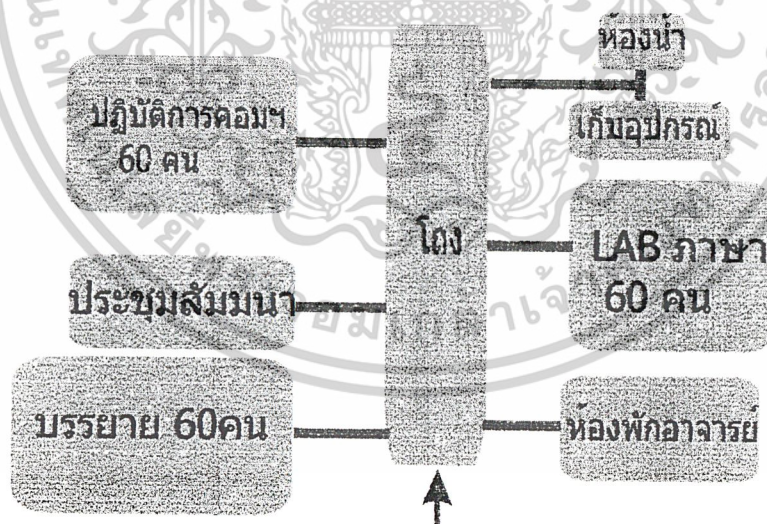 ห้องน้ำ
ปฏิบัติการคอมฯ
60 คน
เก็บอุปกรณ์
โถง
LAB ภาษา
60 คน
ประชุมสัมมนา
บรรยาย 60คน
ห้องพักอาจารย์